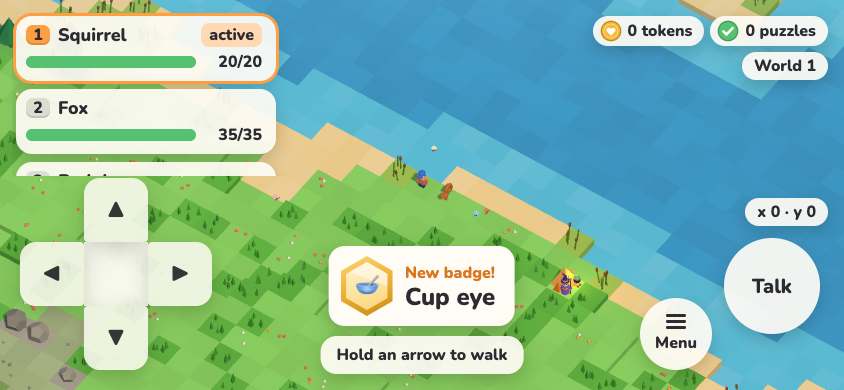 1 Squirrel active
20/20
2 Fox
35/35
0 tokens
0 puzzles
World 1
x 0 · y 0
Talk
New badge!
Cup eye
Menu
Hold an arrow to walk